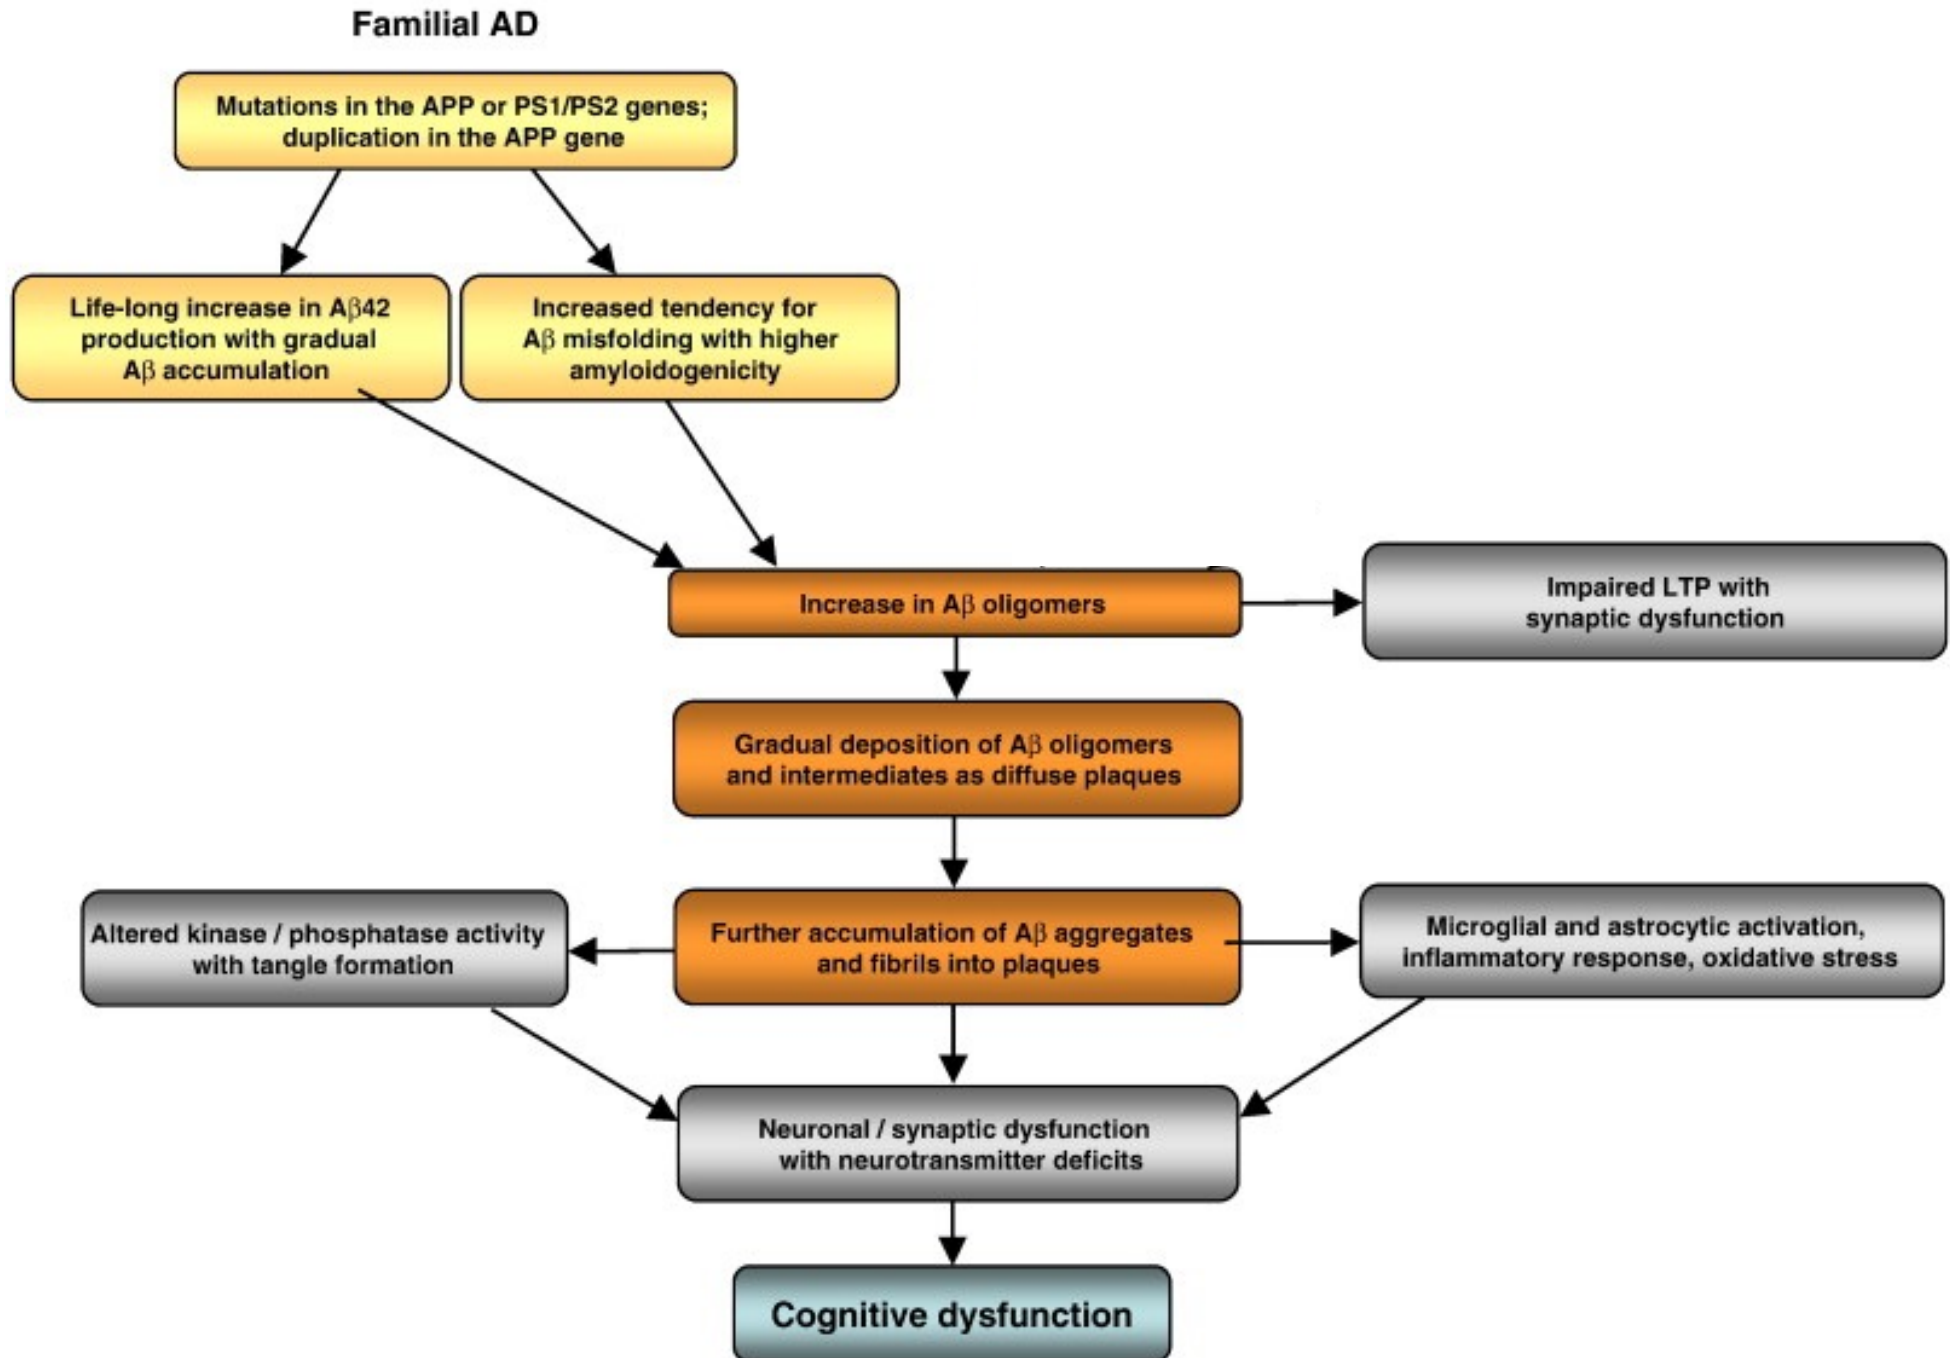 Familial AD
Mutations in the APP or PS1/PS2 genes;
duplication in the APP gene
Life-long increase in Aβ42
production with gradual
Aβ accumulation
Increased tendency for
Aβ misfolding with higher
amyloidogenicity
Increase in Aβ oligomers
Impaired LTP with
synaptic dysfunction
Gradual deposition of Aβ oligomers
and intermediates as diffuse plaques
Altered kinase / phosphatase activity
with tangle formation
Further accumulation of Aβ aggregates
and fibrils into plaques
Microglial and astrocytic activation,
inflammatory response, oxidative stress
Neuronal / synaptic dysfunction
with neurotransmitter deficits
Cognitive dysfunction